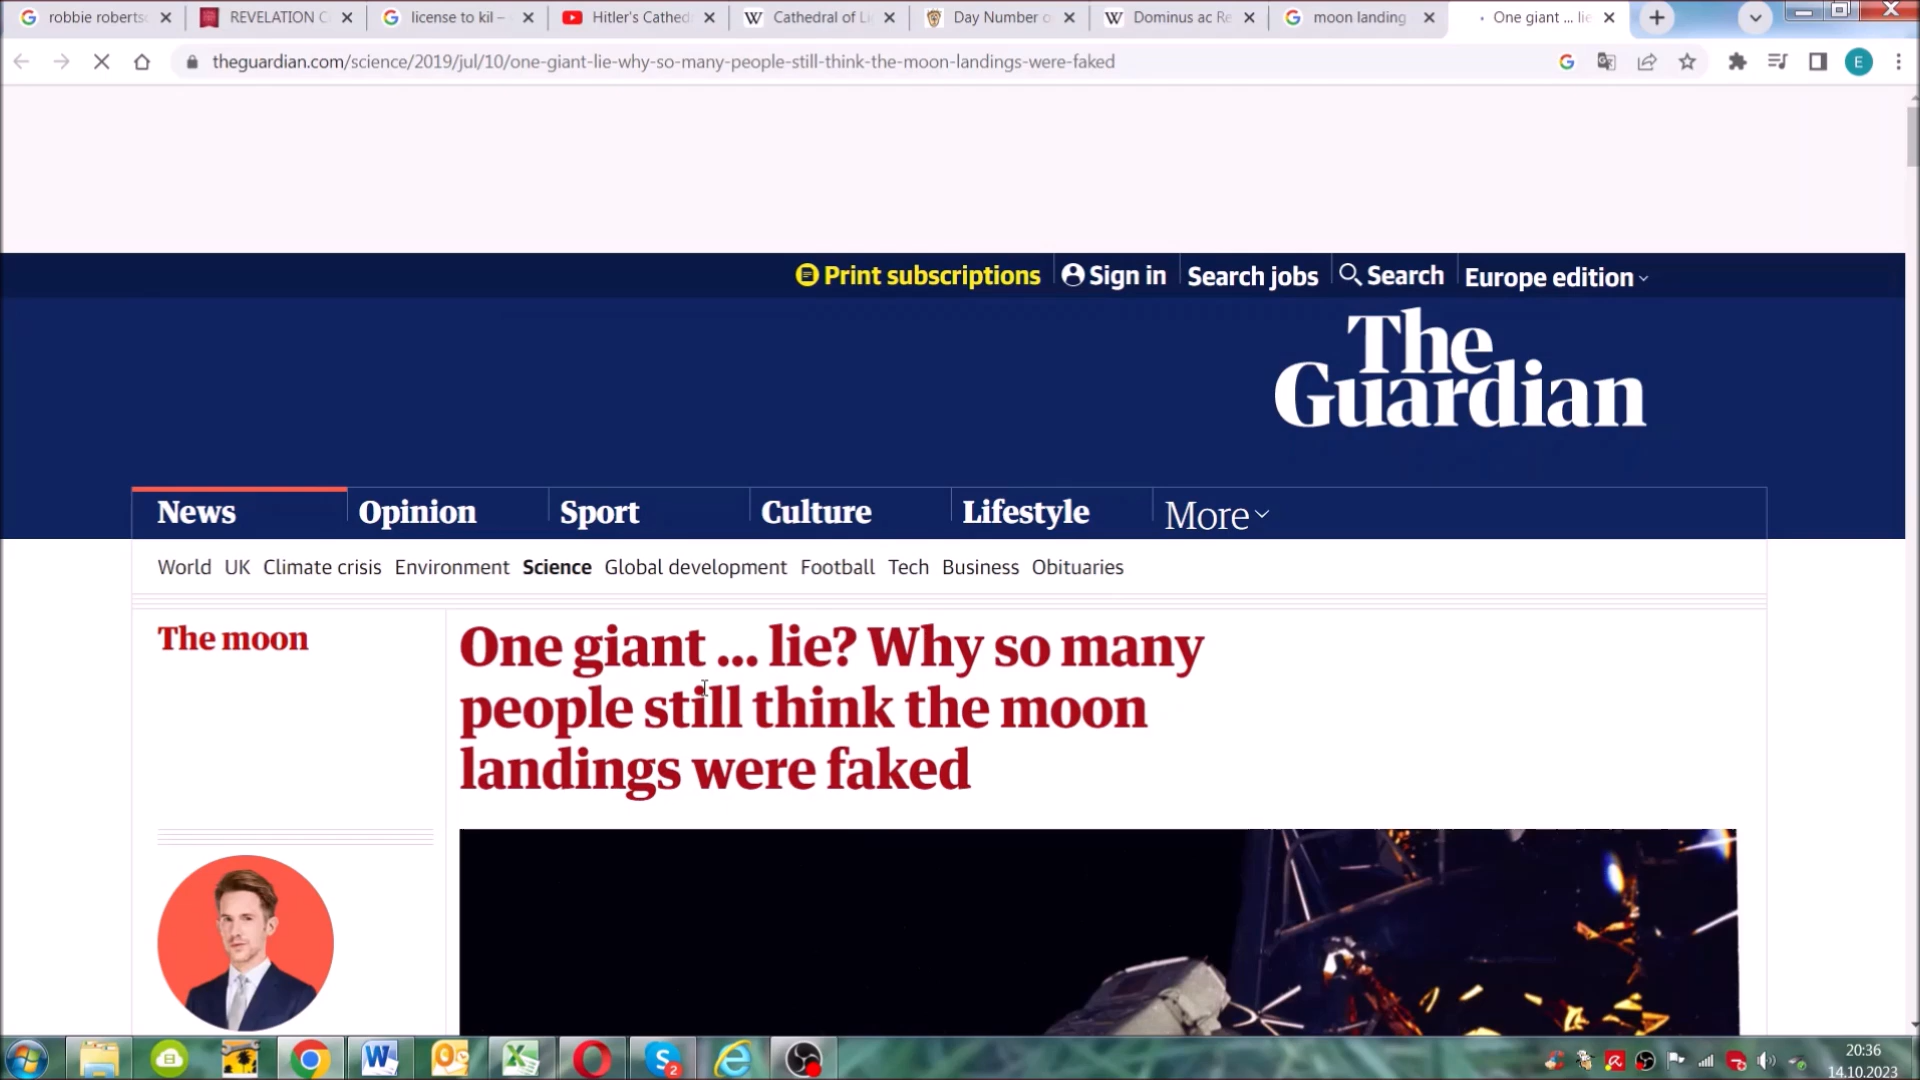 robbie roberts
REVELATION C
license to kil –
Hitler's Cathed
Cathedral of Li
Day Number o
Dominus ac Re
moon landing
One giant ... lie
theguardian.com/science/2019/jul/10/one-giant-lie-why-so-many-people-still-think-the-moon-landings-were-faked
E
Print subscriptions
Sign in
Search jobs
Search
Europe edition
The
Guardian
News
Opinion
Sport
Culture
Lifestyle
More
World UK Climate crisis Environment Science Global development Football Tech Business Obituaries
The moon
One giant ... lie? Why so many
people still think the moon
landings were faked
2
20:36
14.10.2023